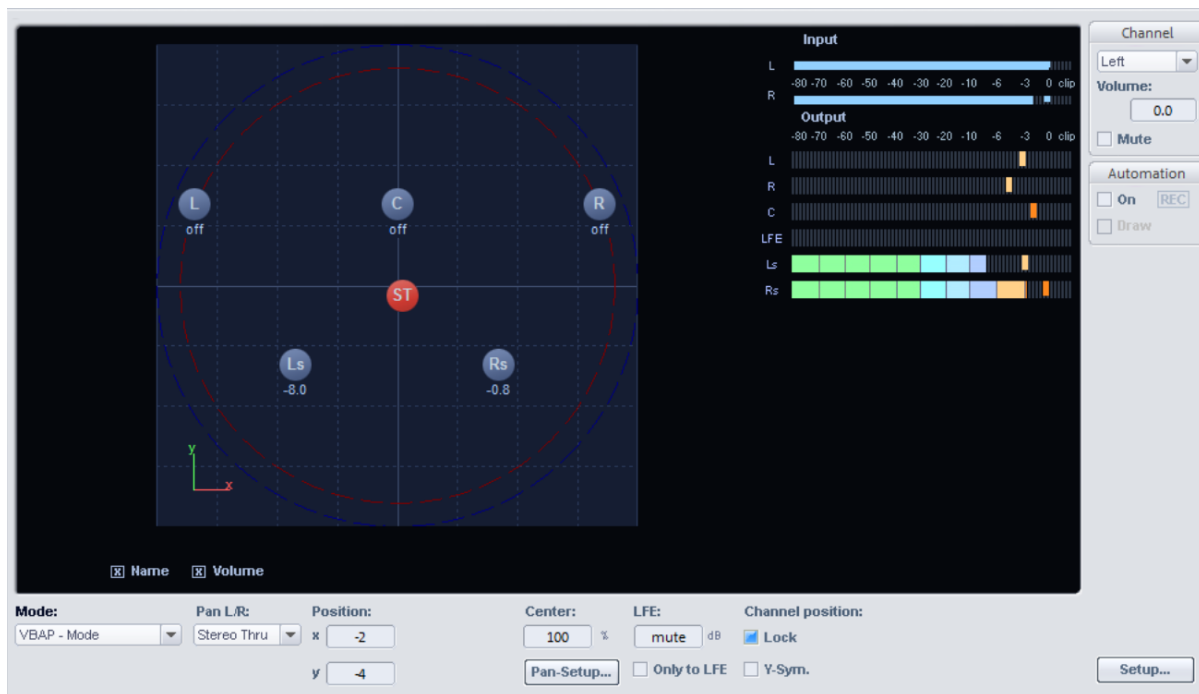 Input
L
-80 -70 -60 -50 -40 -30 -20 -10 -6 -3 0 clip
R
Output
-80 -70 -60 -50 -40 -30 -20 -10 -6 -3 0 clip
L
R
C
LFE
Ls
Rs
L C R
off off off
ST
Ls Rs
-8.0 -0.8
y
x
x Name x Volume
Channel
Left
Volume:
0.0
Mute
Automation
On REC
Draw
Mode: Pan L/R: Position: Center: LFE: Channel position:
VBAP - Mode Stereo Thru x -2 100 % mute dB Lock
y -4 Pan-Setup... Only to LFE Y-Sym. Setup...